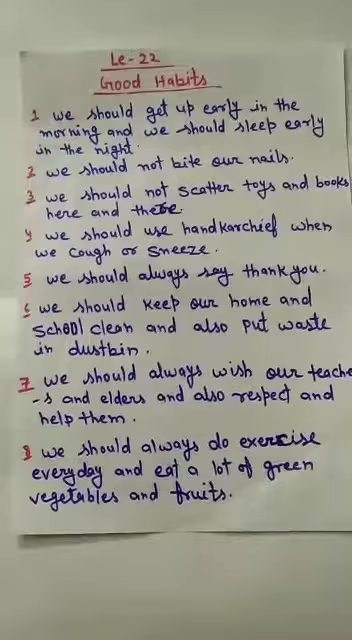 Le-22
Good Habits
1 we should get up early in the
morning and we should sleep early
in the night.
2 we should not bite our nails.
3 we should not scatter toys and books
here and there.
4 we should use handkarchief when
we cough or sneeze.
5 we should always say thank you.
6 we should keep our home and
school clean and also put waste
in dustbin.
7 we should always wish our teache
-s and elders and also respect and
help them.
8 we should always do exercise
everyday and eat a lot of green
vegetables and fruits.